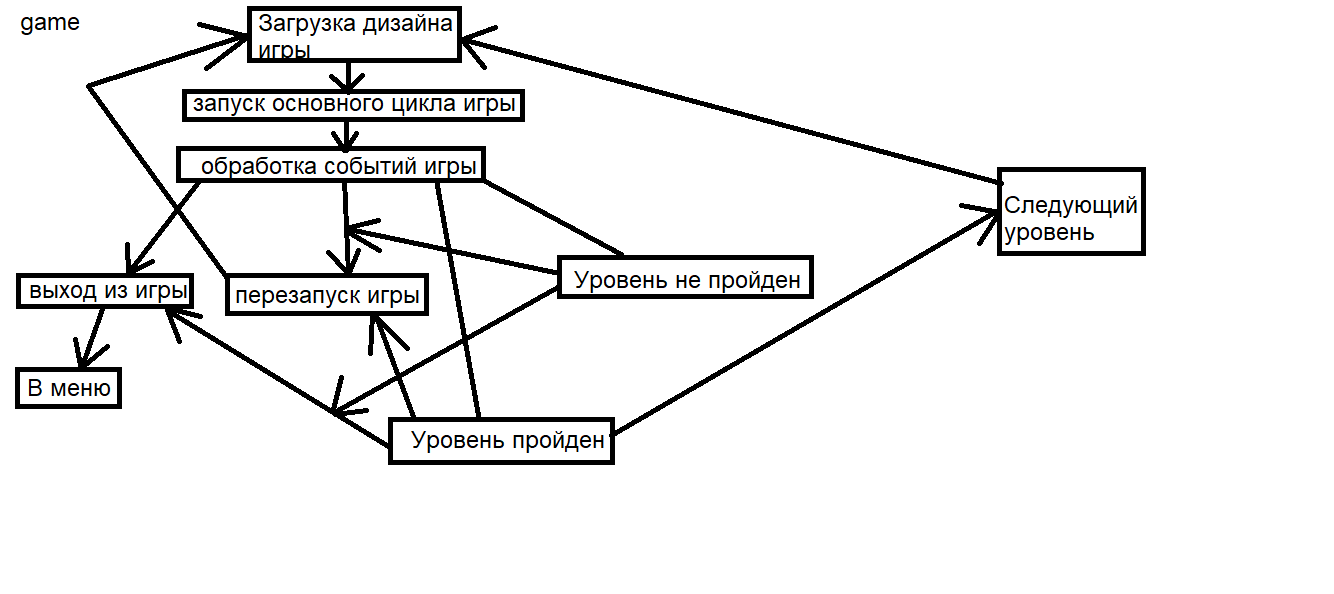 game
Загрузка дизайна
игры
запуск основного цикла игры
обработка событий игры
Следующий
уровень
выход из игры
перезапуск игры
Уровень не пройден
В меню
Уровень пройден